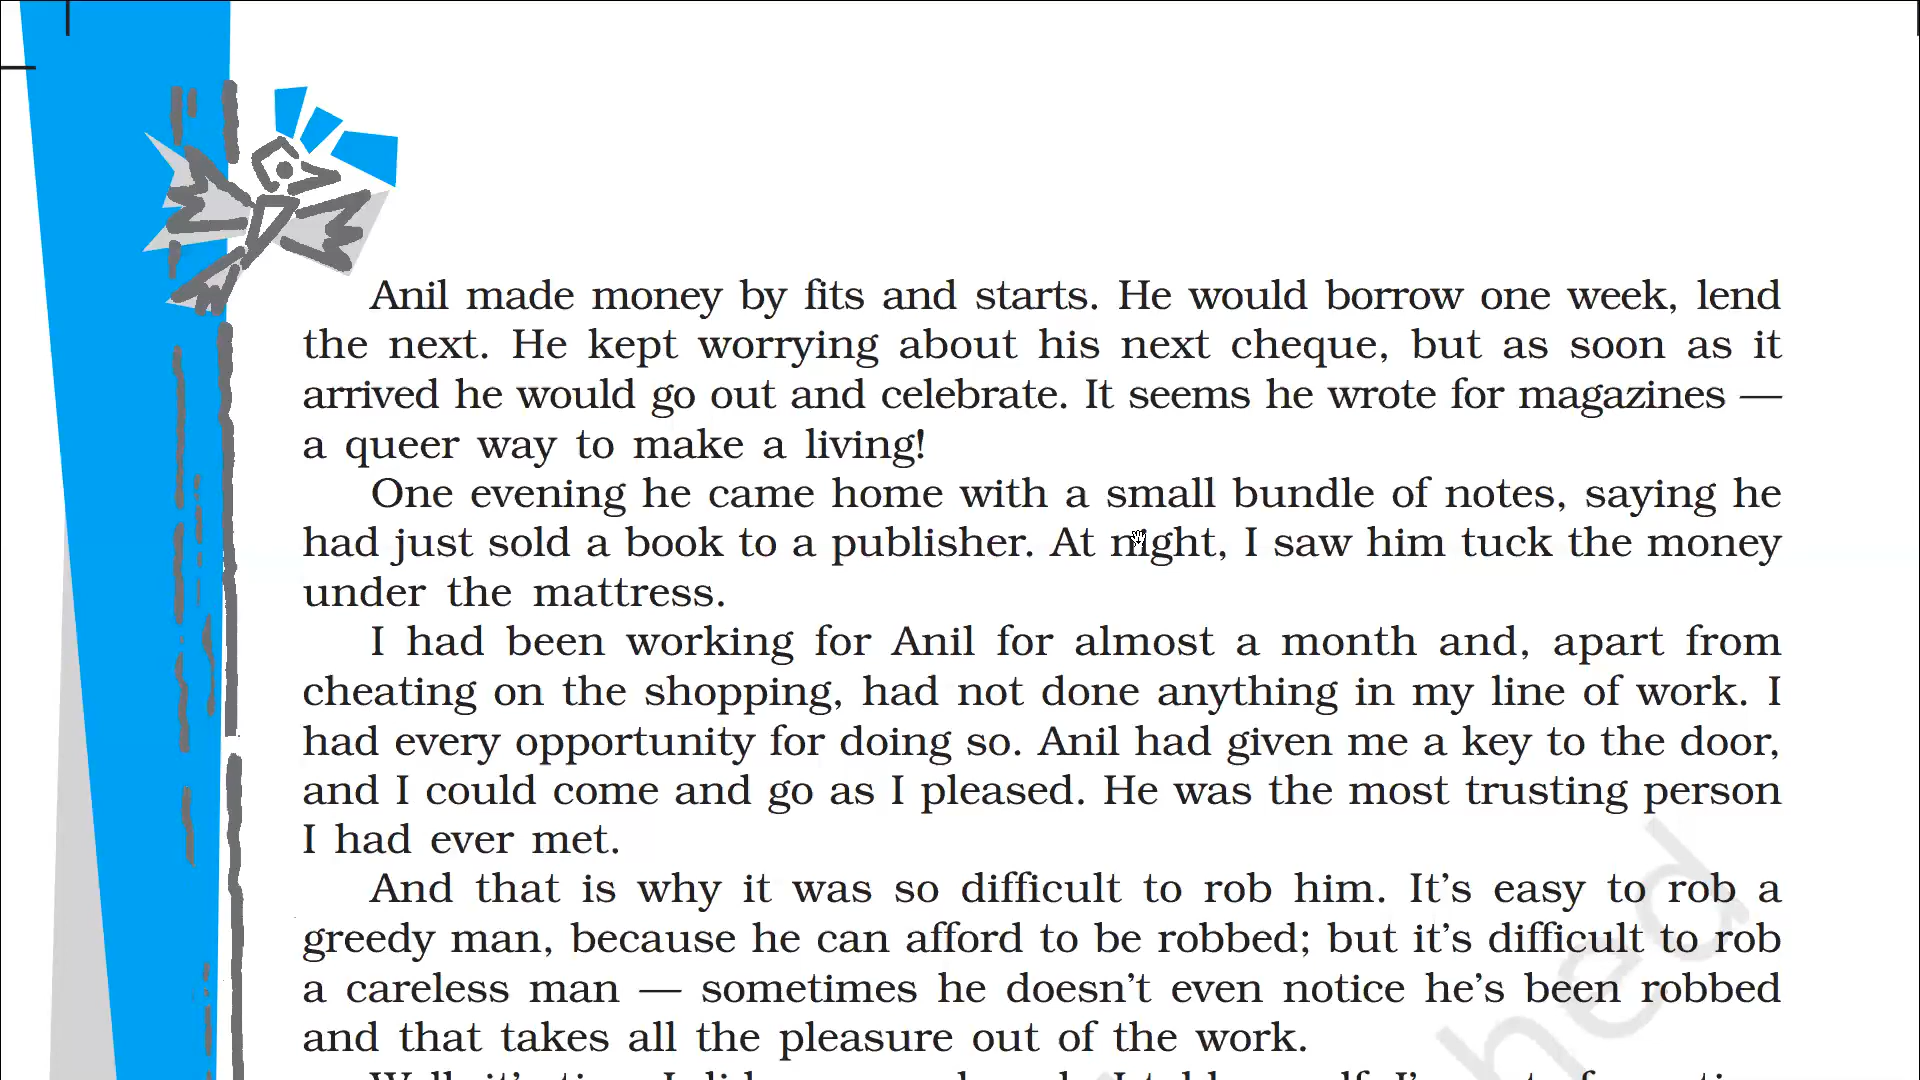 Anil made money by fits and starts. He would borrow one week, lend
the next. He kept worrying about his next cheque, but as soon as it
arrived he would go out and celebrate. It seems he wrote for magazines —
a queer way to make a living!
One evening he came home with a small bundle of notes, saying he
had just sold a book to a publisher. At night, I saw him tuck the money
under the mattress.
I had been working for Anil for almost a month and, apart from
cheating on the shopping, had not done anything in my line of work. I
had every opportunity for doing so. Anil had given me a key to the door,
and I could come and go as I pleased. He was the most trusting person
I had ever met.
And that is why it was so difficult to rob him. It’s easy to rob a
greedy man, because he can afford to be robbed; but it’s difficult to rob
a careless man — sometimes he doesn’t even notice he’s been robbed
and that takes all the pleasure out of the work.